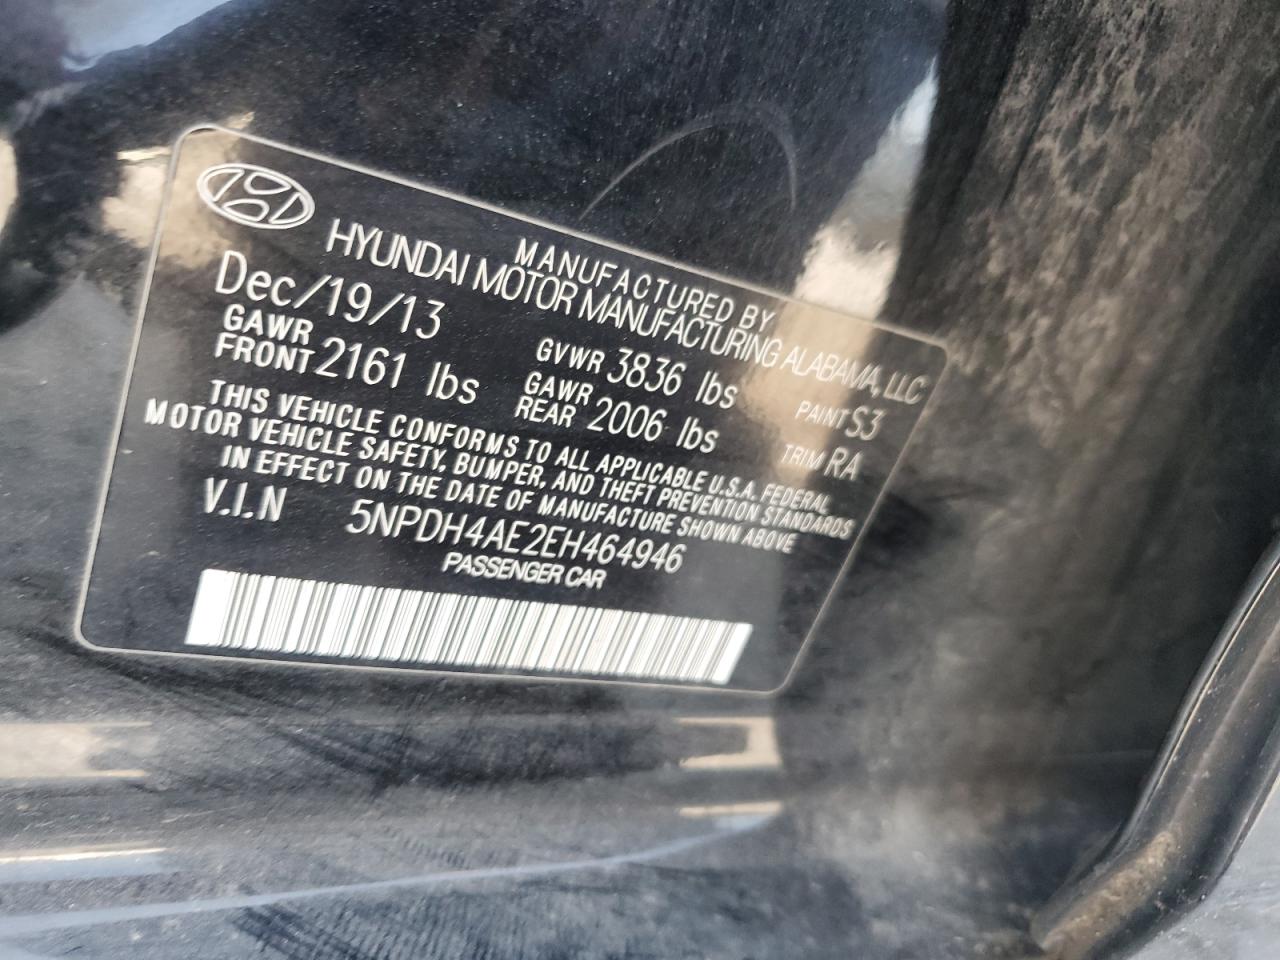 MANUFACTURED BY
HYUNDAI MOTOR MANUFACTURING ALABAMA, LLC
Dec/19/13 GVWR 3836 lbs PAINT S3
GAWR FRONT 2161 lbs GAWR REAR 2006 lbs TRIM RA
THIS VEHICLE CONFORMS TO ALL APPLICABLE U.S.A. FEDERAL
MOTOR VEHICLE SAFETY, BUMPER, AND THEFT PREVENTION STANDARDS
IN EFFECT ON THE DATE OF MANUFACTURE SHOWN ABOVE
V.I.N 5NPDH4AE2EH464946
PASSENGER CAR